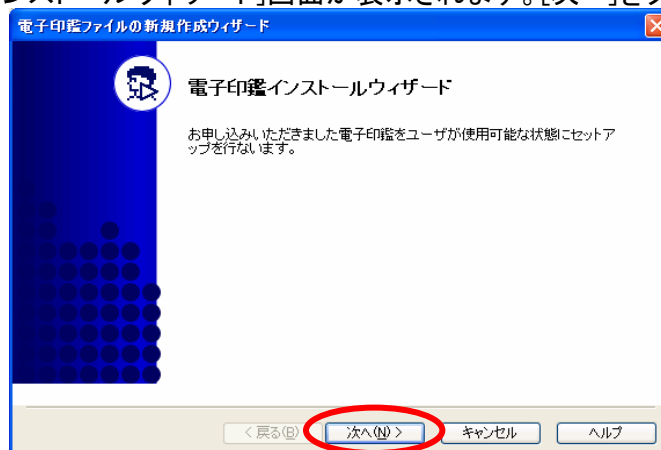 電子印鑑ファイルの新規作成ウィザード
電子印鑑インストールウィザード
お申し込みいただきました電子印鑑をユーザが使用可能な状態にセットア
ップを行ないます。
< 戻る(B)
次へ(N) >
キャンセル
ヘルプ